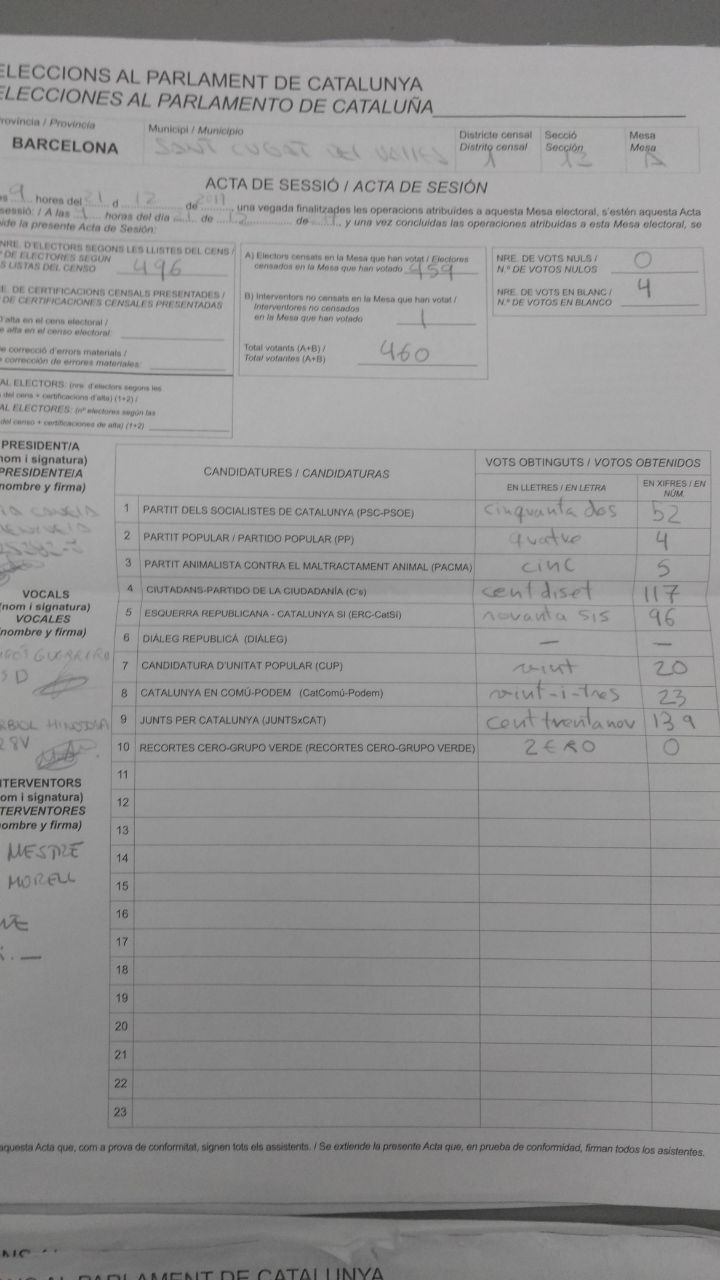 ELECCIONS AL PARLAMENT DE CATALUNYA
ELECCIONES AL PARLAMENTO DE CATALUÑA
Província / Provincia
BARCELONA
Municipi / Municipio
SANT CUGAT DEL VALLES
Districte censal
Distrito censal
1
Secció
Sección
12
Mesa
Mesa
ACTA DE SESSIÓ / ACTA DE SESIÓN
9 hores del 21 d 12 de 2017, una vegada finalitzades les operacions atribuïdes a aquesta Mesa electoral, s'estén aquesta Acta
sessió: / A las horas del día de 12 de y una vez concluidas las operaciones atribuidas a esta Mesa electoral, se
ide la presente Acta de Sesión:
NRE. D'ELECTORS SEGONS LES LLISTES DEL CENS /
º DE ELECTORES SEGÚN
S LISTAS DEL CENSO 496
E. DE CERTIFICACIONS CENSALS PRESENTADES /
DE CERTIFICACIONES CENSALES PRESENTADAS
D'alta en el cens electoral /
e alta en el censo electoral:
e correcció d'errors materials /
corrección de errores materiales:
AL ELECTORS: (nre. d'electors segons les
del cens + certificacions d'alta) (1+2) /
AL ELECTORES: (nº electores según las
del censo + certificaciones de alta) (1+2)
A) Electors censats en la Mesa que han votat / Electores
censados en la Mesa que han votado 459
B) Interventors no censats en la Mesa que han votat /
Interventores no censados
en la Mesa que han votado 1
Total votants (A+B) /
Total votantes (A+B) 460
NRE. DE VOTS NULS /
N.º DE VOTOS NULOS 0
NRE. DE VOTS EN BLANC /
N.º DE VOTOS EN BLANCO 4
PRESIDENT/A
nom i signatura)
PRESIDENTE/A
nombre y firma)
VOCALS
(nom i signatura)
VOCALES
nombre y firma)
GUERRERO
HINOJOSA
28V
NTERVENTORS
om i signatura)
TERVENTORES
ombre y firma)
MESTRE
MORELL
CANDIDATURES / CANDIDATURAS
VOTS OBTINGUTS / VOTOS OBTENIDOS
EN LLETRES / EN LETRA
EN XIFRES / EN
NÚM.
1 PARTIT DELS SOCIALISTES DE CATALUNYA (PSC-PSOE) cinquanta dos 52
2 PARTIT POPULAR / PARTIDO POPULAR (PP) quatre 4
3 PARTIT ANIMALISTA CONTRA EL MALTRACTAMENT ANIMAL (PACMA) cinc 5
4 CIUTADANS-PARTIDO DE LA CIUDADANÍA (C's) cent diset 117
5 ESQUERRA REPUBLICANA - CATALUNYA SÍ (ERC-CatSí) novanta sis 96
6 DIÀLEG REPUBLICÀ (DIÀLEG) — —
7 CANDIDATURA D'UNITAT POPULAR (CUP) vint 20
8 CATALUNYA EN COMÚ-PODEM (CatComú-Podem) vint-i-tres 23
9 JUNTS PER CATALUNYA (JUNTSxCAT) cent trenta nou 139
10 RECORTES CERO-GRUPO VERDE (RECORTES CERO-GRUPO VERDE) ZERO 0
11
12
13
14
15
16
17
18
19
20
21
22
23
aquesta Acta que, com a prova de conformitat, signen tots els assistents. / Se extiende la presente Acta que, en prueba de conformidad, firman todos los asistentes.
AL PARLAMENT DE CATALUNYA